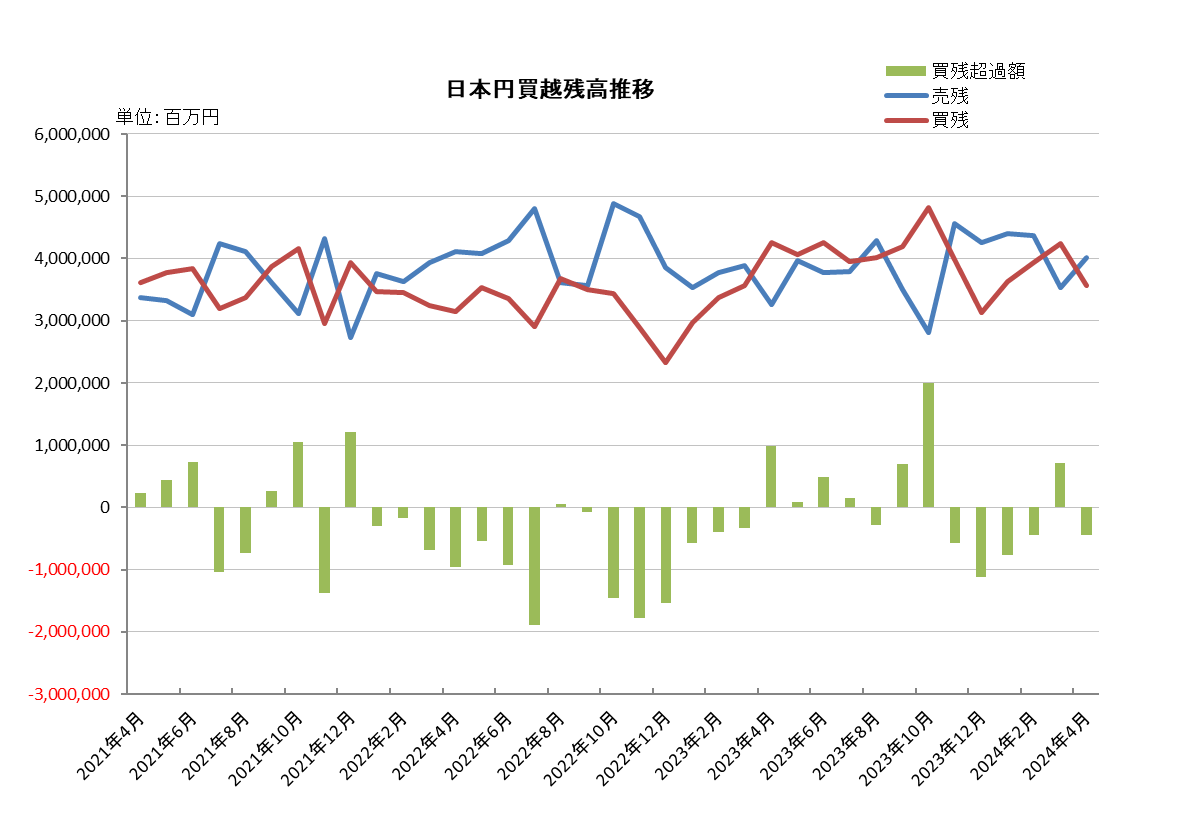 日本円買越残高推移
買残超過額
売残
買残
単位: 百万円
6,000,000
5,000,000
4,000,000
3,000,000
2,000,000
1,000,000
0
-1,000,000
-2,000,000
-3,000,000
2021年4月
2021年6月
2021年8月
2021年10月
2021年12月
2022年2月
2022年4月
2022年6月
2022年8月
2022年10月
2022年12月
2023年2月
2023年4月
2023年6月
2023年8月
2023年10月
2023年12月
2024年2月
2024年4月